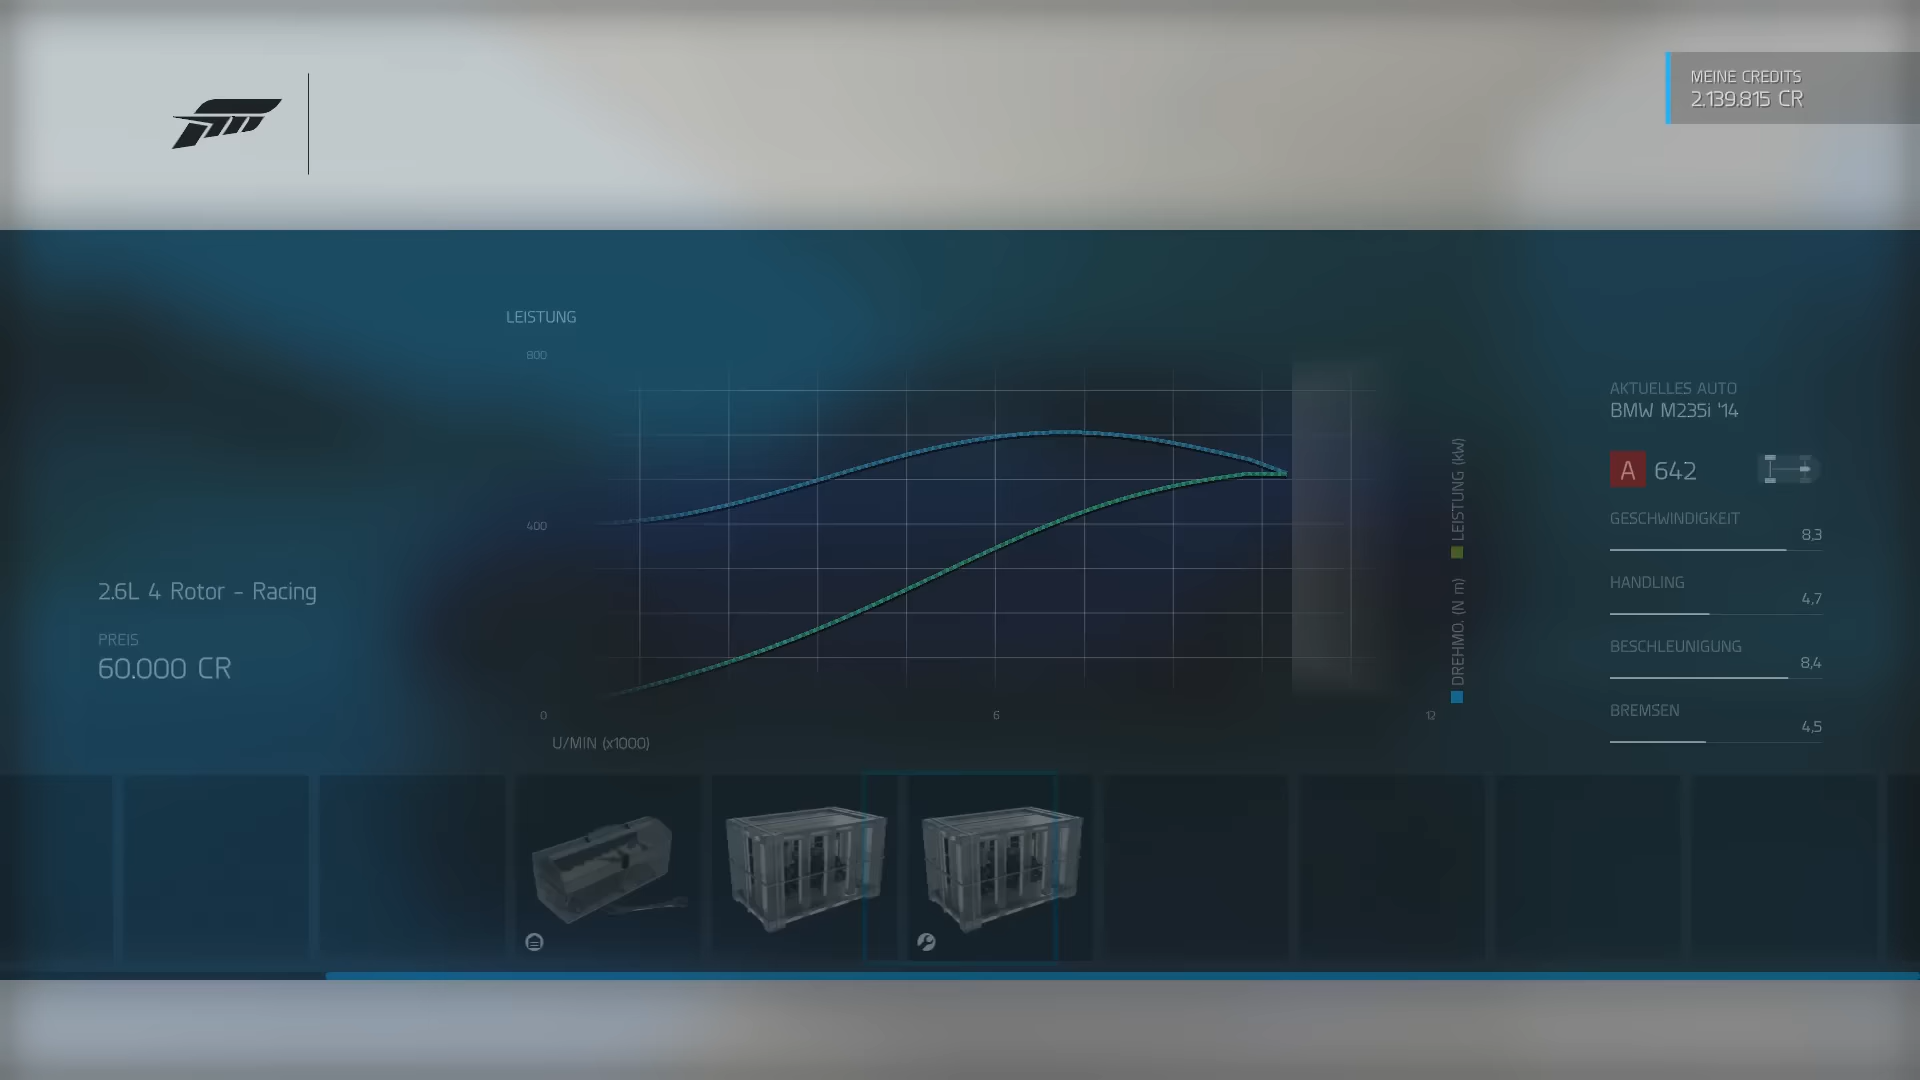 MEINE CREDITS
2.139.815 CR
LEISTUNG
800
400
0
6
12
U/MIN (x1000)
LEISTUNG (kW)
DREHMO. (N m)
2.6L 4 Rotor - Racing
PREIS
60.000 CR
AKTUELLES AUTO
BMW M235i '14
A 642
GESCHWINDIGKEIT
8,3
HANDLING
4,7
BESCHLEUNIGUNG
8,4
BREMSEN
4,5